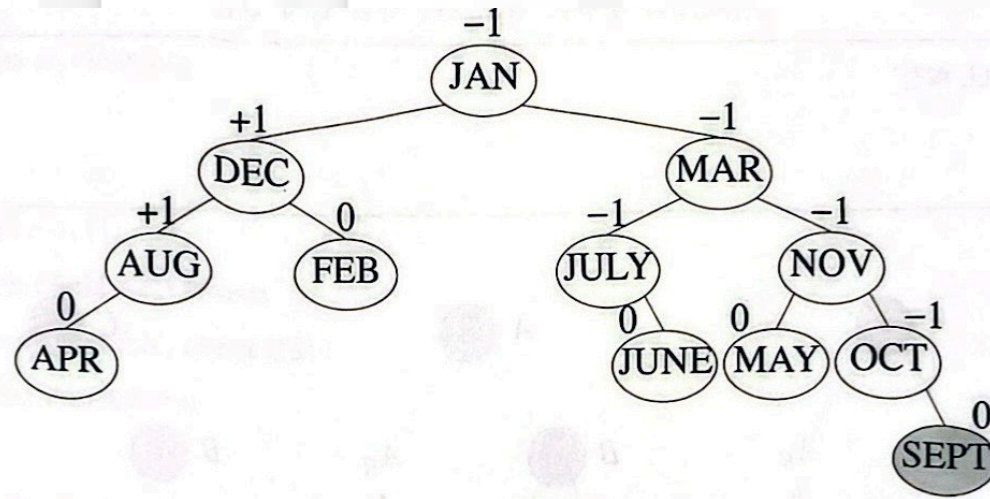 −1
JAN
+1 −1
DEC MAR
+1 0 −1 −1
AUG FEB JULY NOV
0 0 0 −1
APR JUNE MAY OCT
0
SEPT